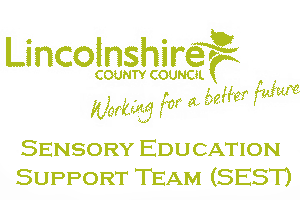 Lincolnshire
COUNTY COUNCIL
Working for a better future
SENSORY EDUCATION
SUPPORT TEAM (SEST)